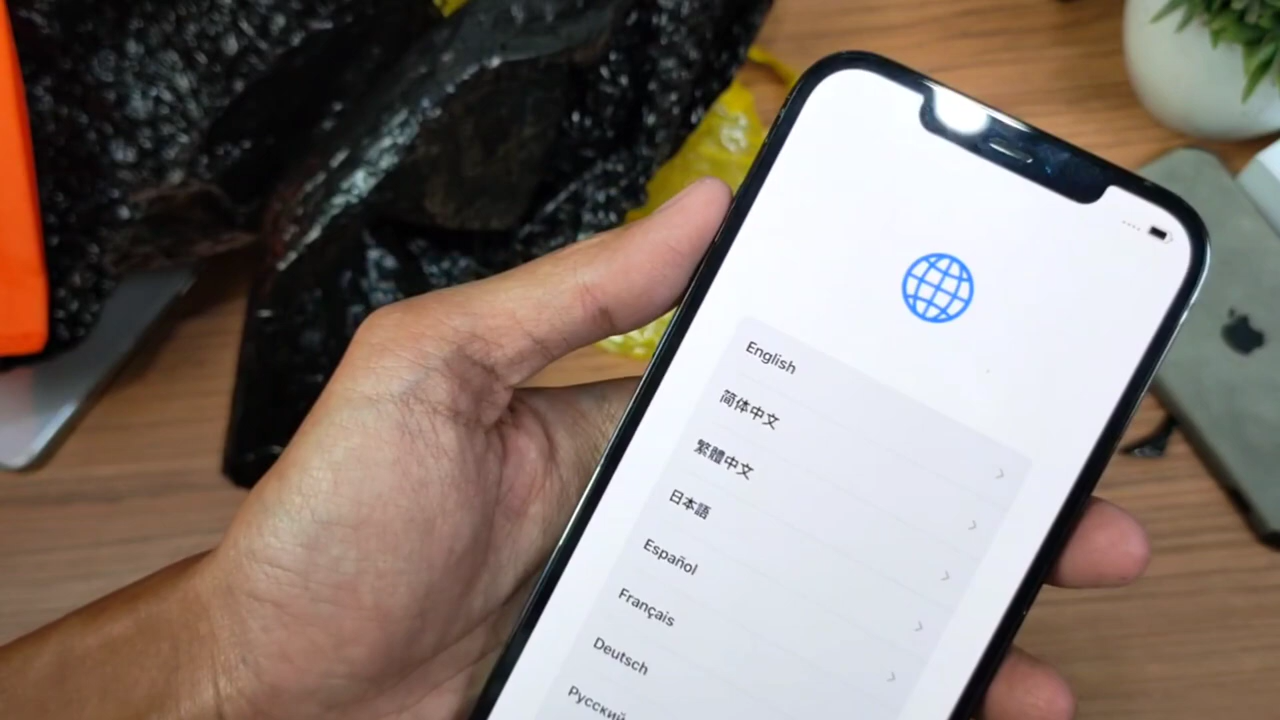 English
简体中文
繁體中文
日本語
Español
Français
Deutsch
Русский